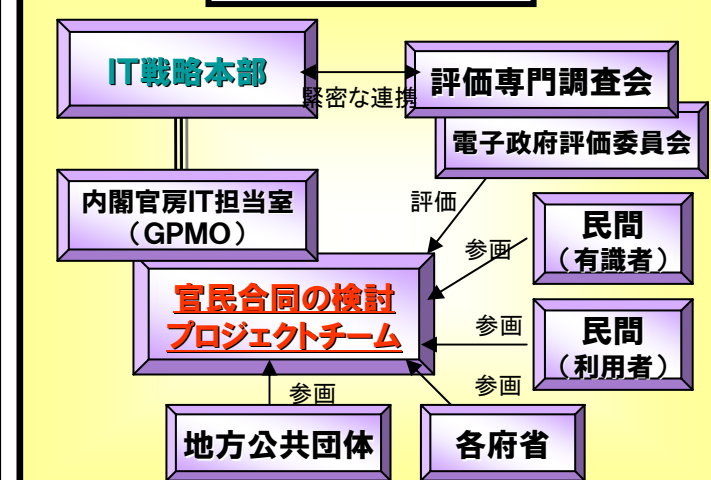 IT戦略本部
緊密な連携
評価専門調査会
電子政府評価委員会
内閣官房IT担当室
（GPMO）
評価
民間
（有識者）
参画
官民合同の検討
プロジェクトチーム
参画
民間
（利用者）
参画
参画
地方公共団体
各府省